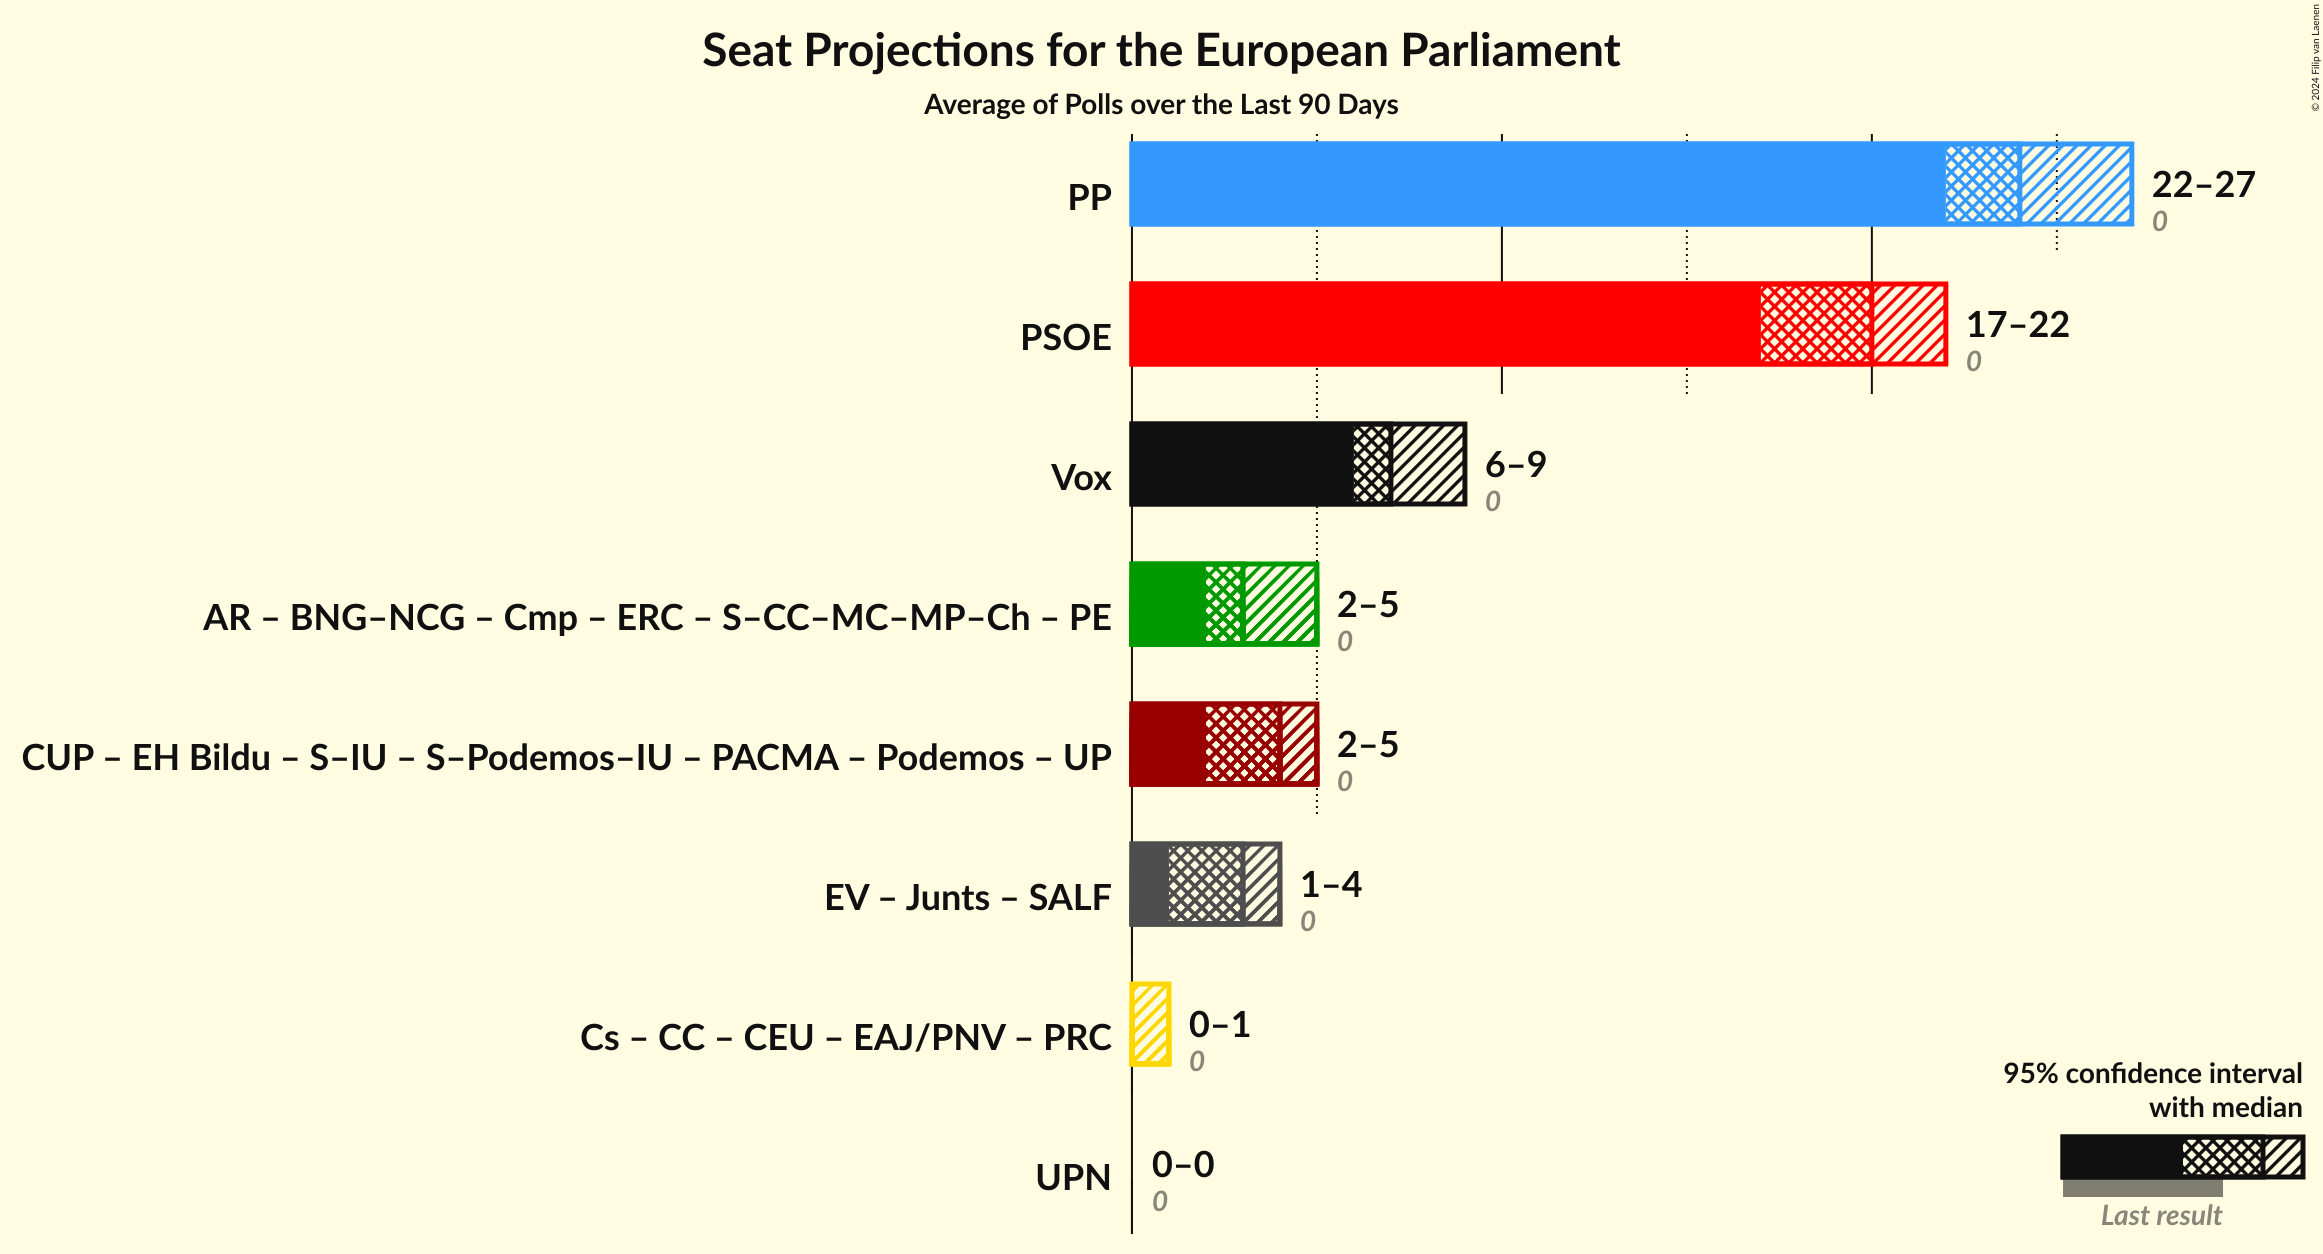 Seat Projections for the European Parliament
Average of Polls over the Last 90 Days
© 2024 Filip van Laenen
PP
22–27
0
PSOE
17–22
0
Vox
6–9
0
AR – BNG–NCG – Cmp – ERC – S–CC–MC–MP–Ch – PE
2–5
0
CUP – EH Bildu – S–IU – S–Podemos–IU – PACMA – Podemos – UP
2–5
0
EV – Junts – SALF
1–4
0
Cs – CC – CEU – EAJ/PNV – PRC
0–1
0
UPN
0–0
0
95% confidence interval
with median
Last result